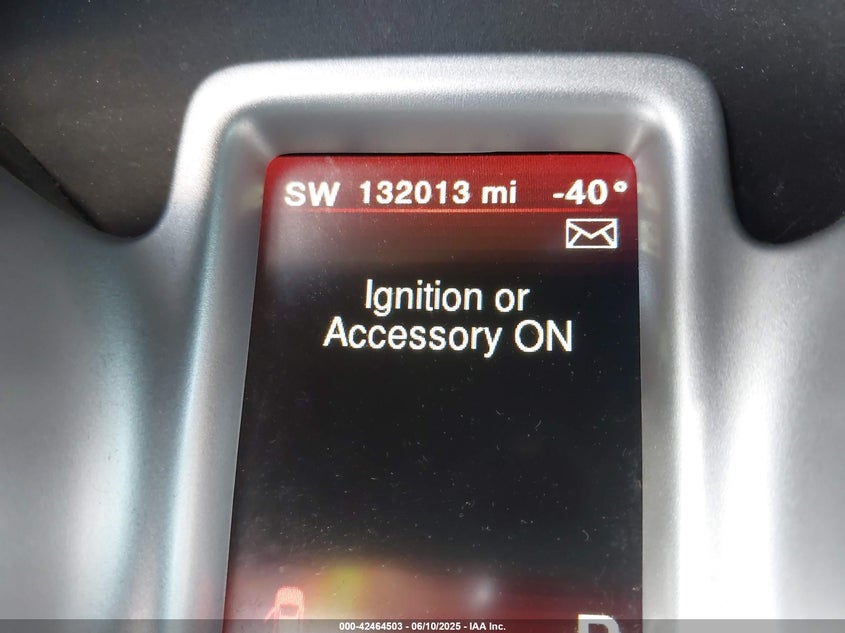 SW 132013 mi -40°
Ignition or
Accessory ON
000-42464503 - 06/10/2025 - IAA Inc.